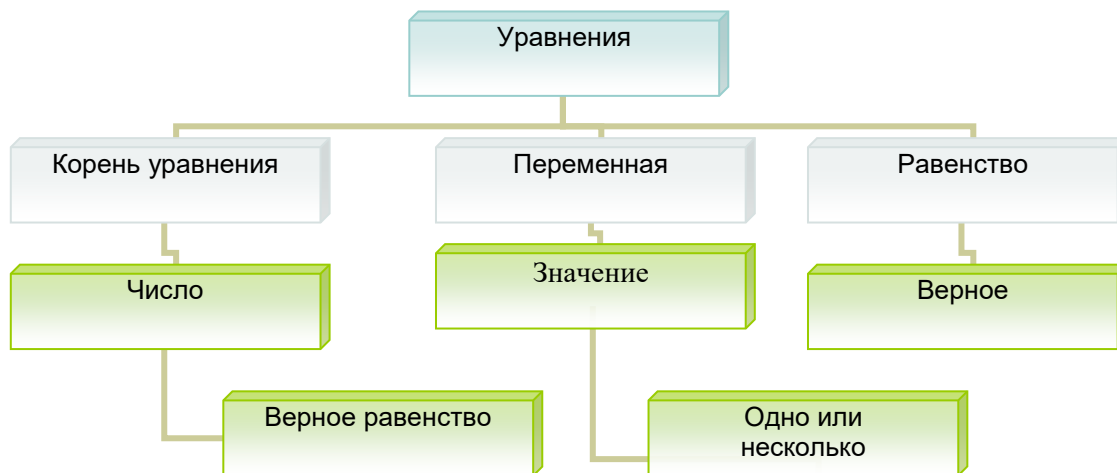 Уравнения
Корень уравнения
Переменная
Равенство
Число
Значение
Верное
Верное равенство
Одно или
несколько